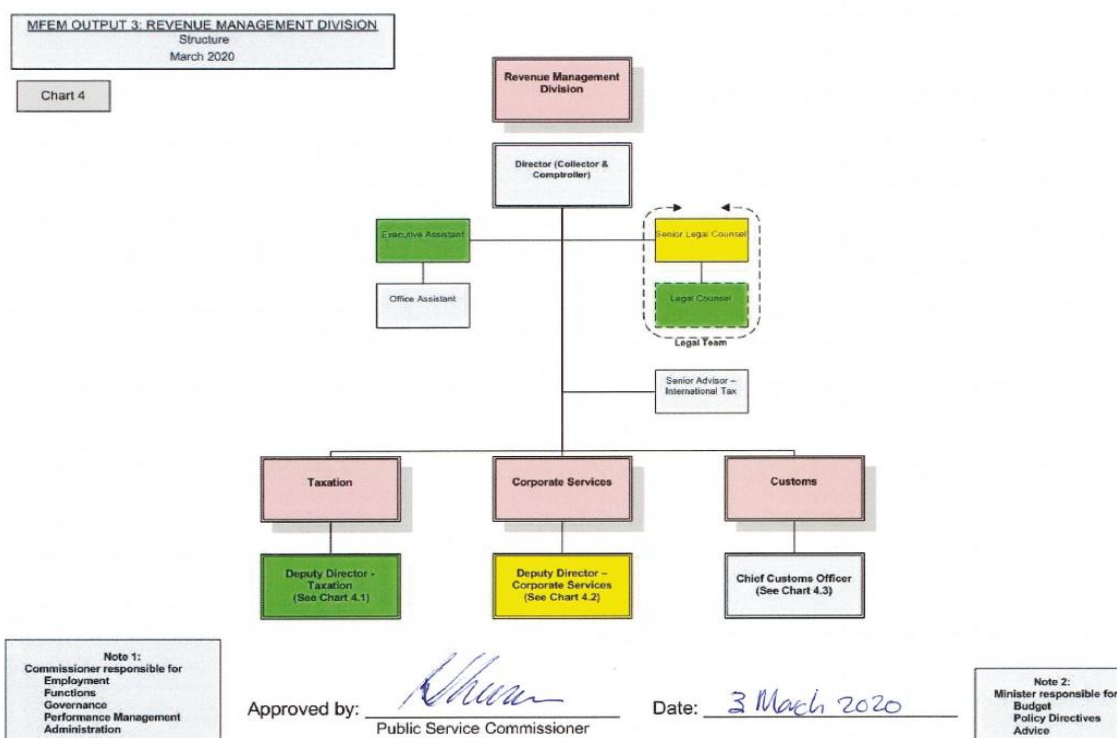 MFEM OUTPUT 3: REVENUE MANAGEMENT DIVISION
Structure
March 2020
Chart 4
Revenue Management
Division
Director (Collector &
Comptroller)
Executive Assistant
Senior Legal Counsel
Office Assistant
Legal Counsel
Legal Team
Senior Advisor –
International Tax
Taxation
Corporate Services
Customs
Deputy Director -
Taxation
(See Chart 4.1)
Deputy Director –
Corporate Services
(See Chart 4.2)
Chief Customs Officer
(See Chart 4.3)
Note 1:
Commissioner responsible for
Employment
Functions
Governance
Performance Management
Administration
Approved by:
Public Service Commissioner
Date: 3 March 2020
Note 2:
Minister responsible for
Budget
Policy Directives
Advice